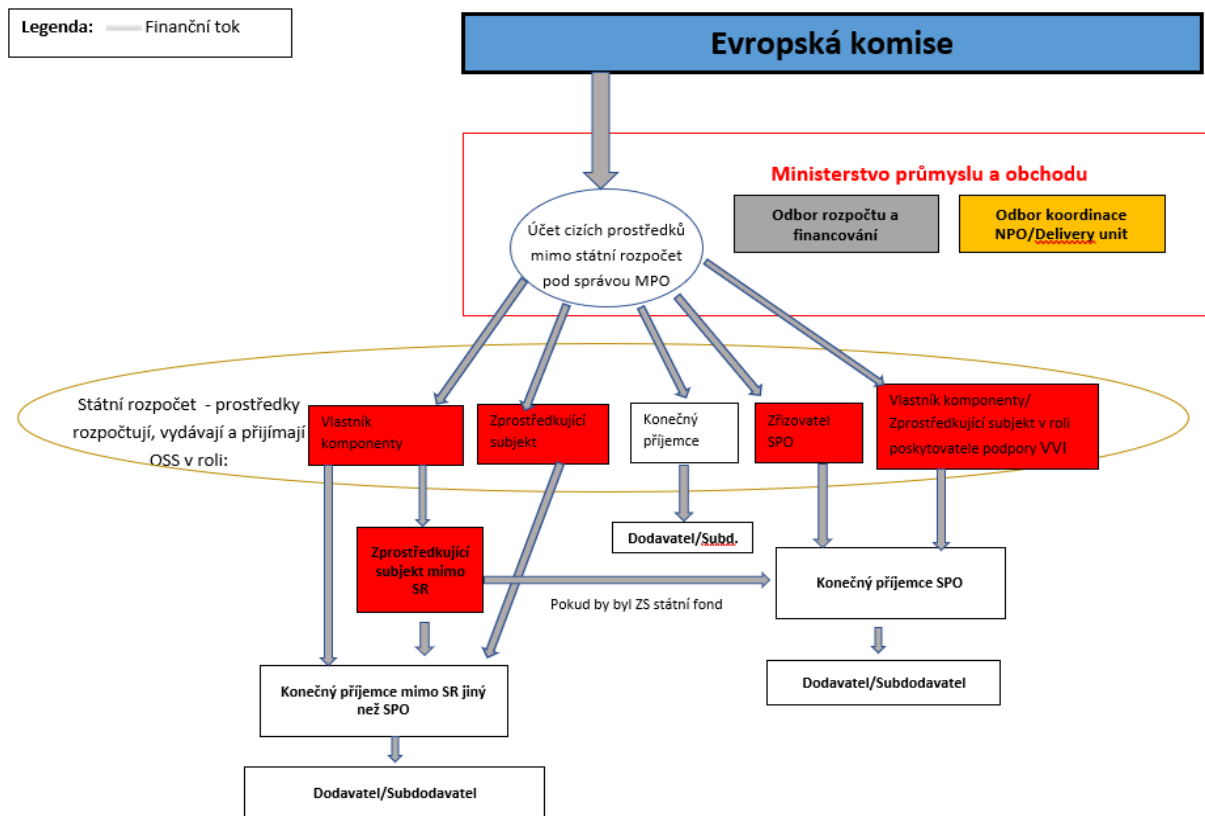 Legenda: Finanční tok
Evropská komise
Ministerstvo průmyslu a obchodu
Odbor rozpočtu a
financování
Odbor koordinace
NPO/Delivery unit
Účet cizích prostředků
mimo státní rozpočet
pod správou MPO
Státní rozpočet - prostředky
rozpočtují, vydávají a přijímají
OSS v roli:
Vlastník
komponenty
Zprostředkující
subjekt
Konečný
příjemce
Zřizovatel
SPO
Vlastník komponenty/
Zprostředkující subjekt v roli
poskytovatele podpory VVI
Zprostředkující
subjekt mimo
SR
Dodavatel/Subd.
Pokud by byl ZS státní fond
Konečný příjemce SPO
Konečný příjemce mimo SR jiný
než SPO
Dodavatel/Subdodavatel
Dodavatel/Subdodavatel